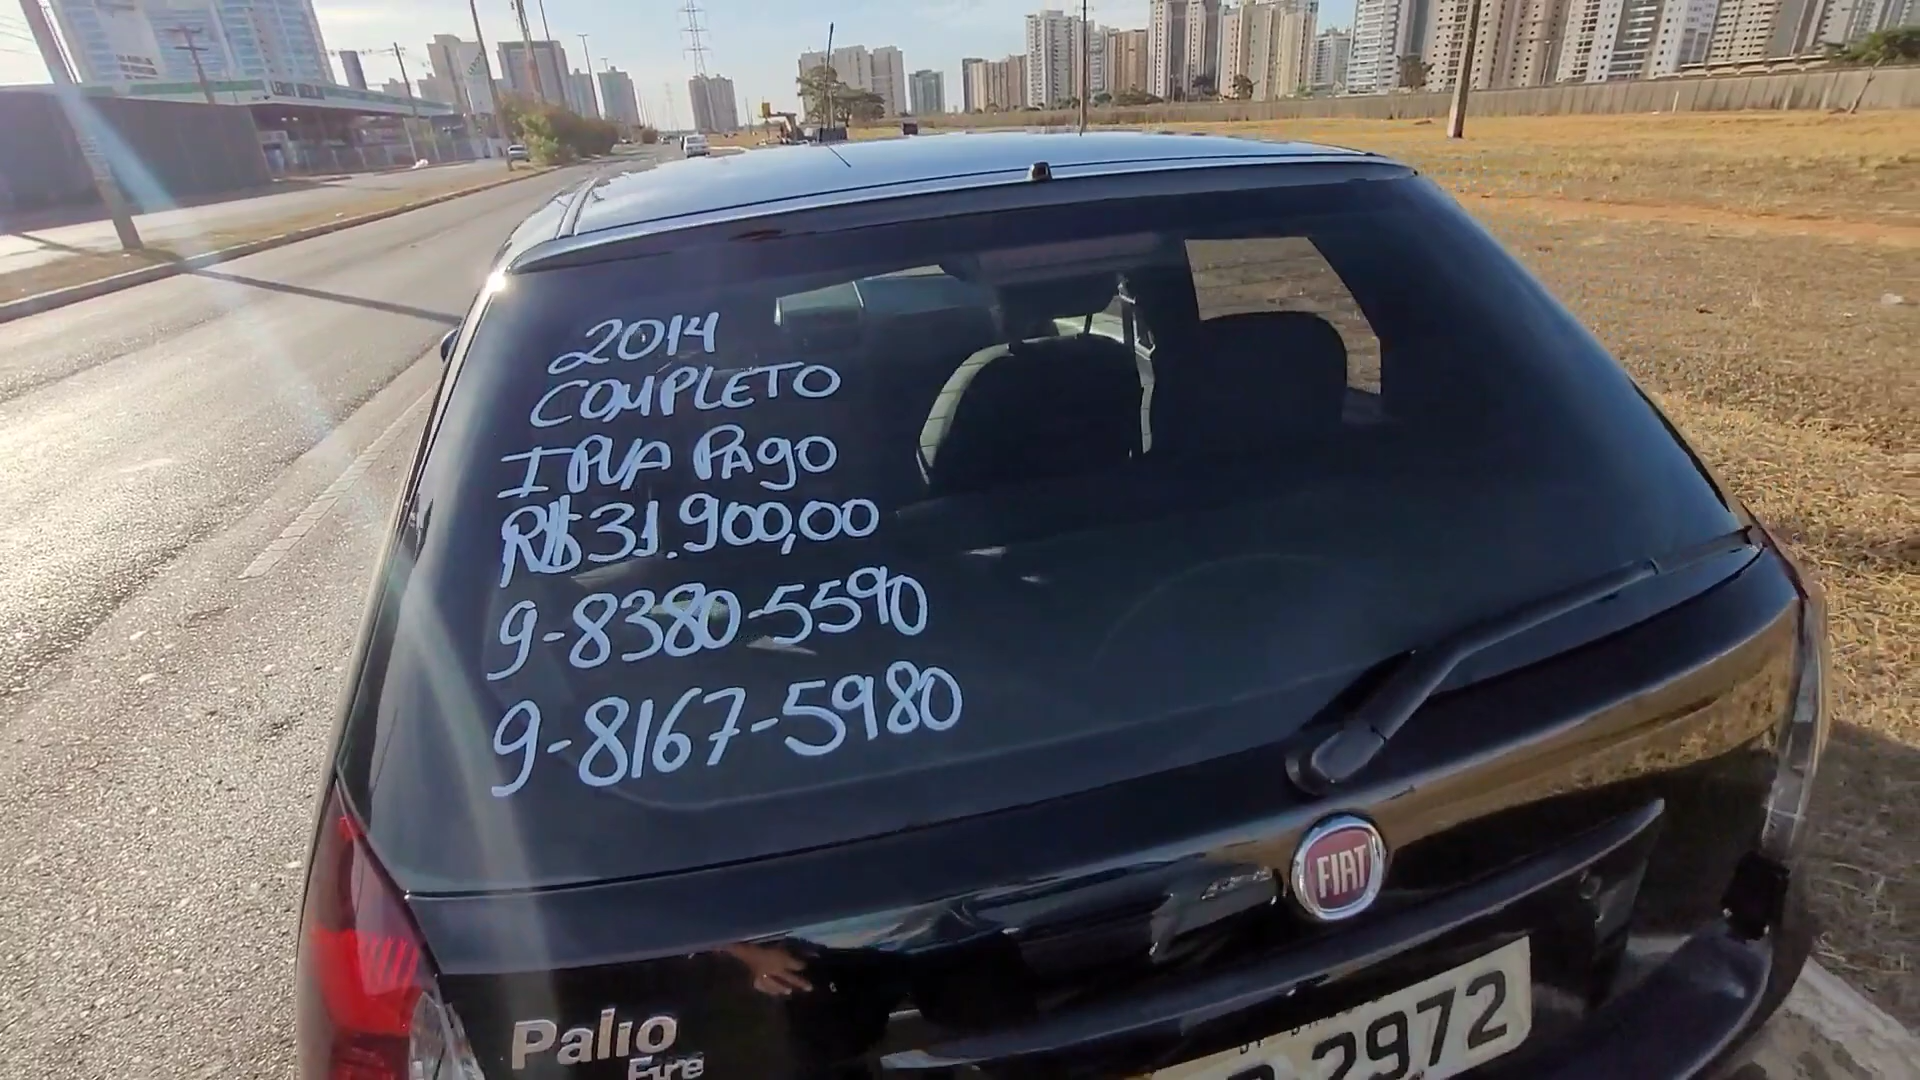 2014
COMPLETO
IPVA PAgO
R$31.900,00
9-8380-5590
9-8167-5980
FIAT
Palio
Fire
2972